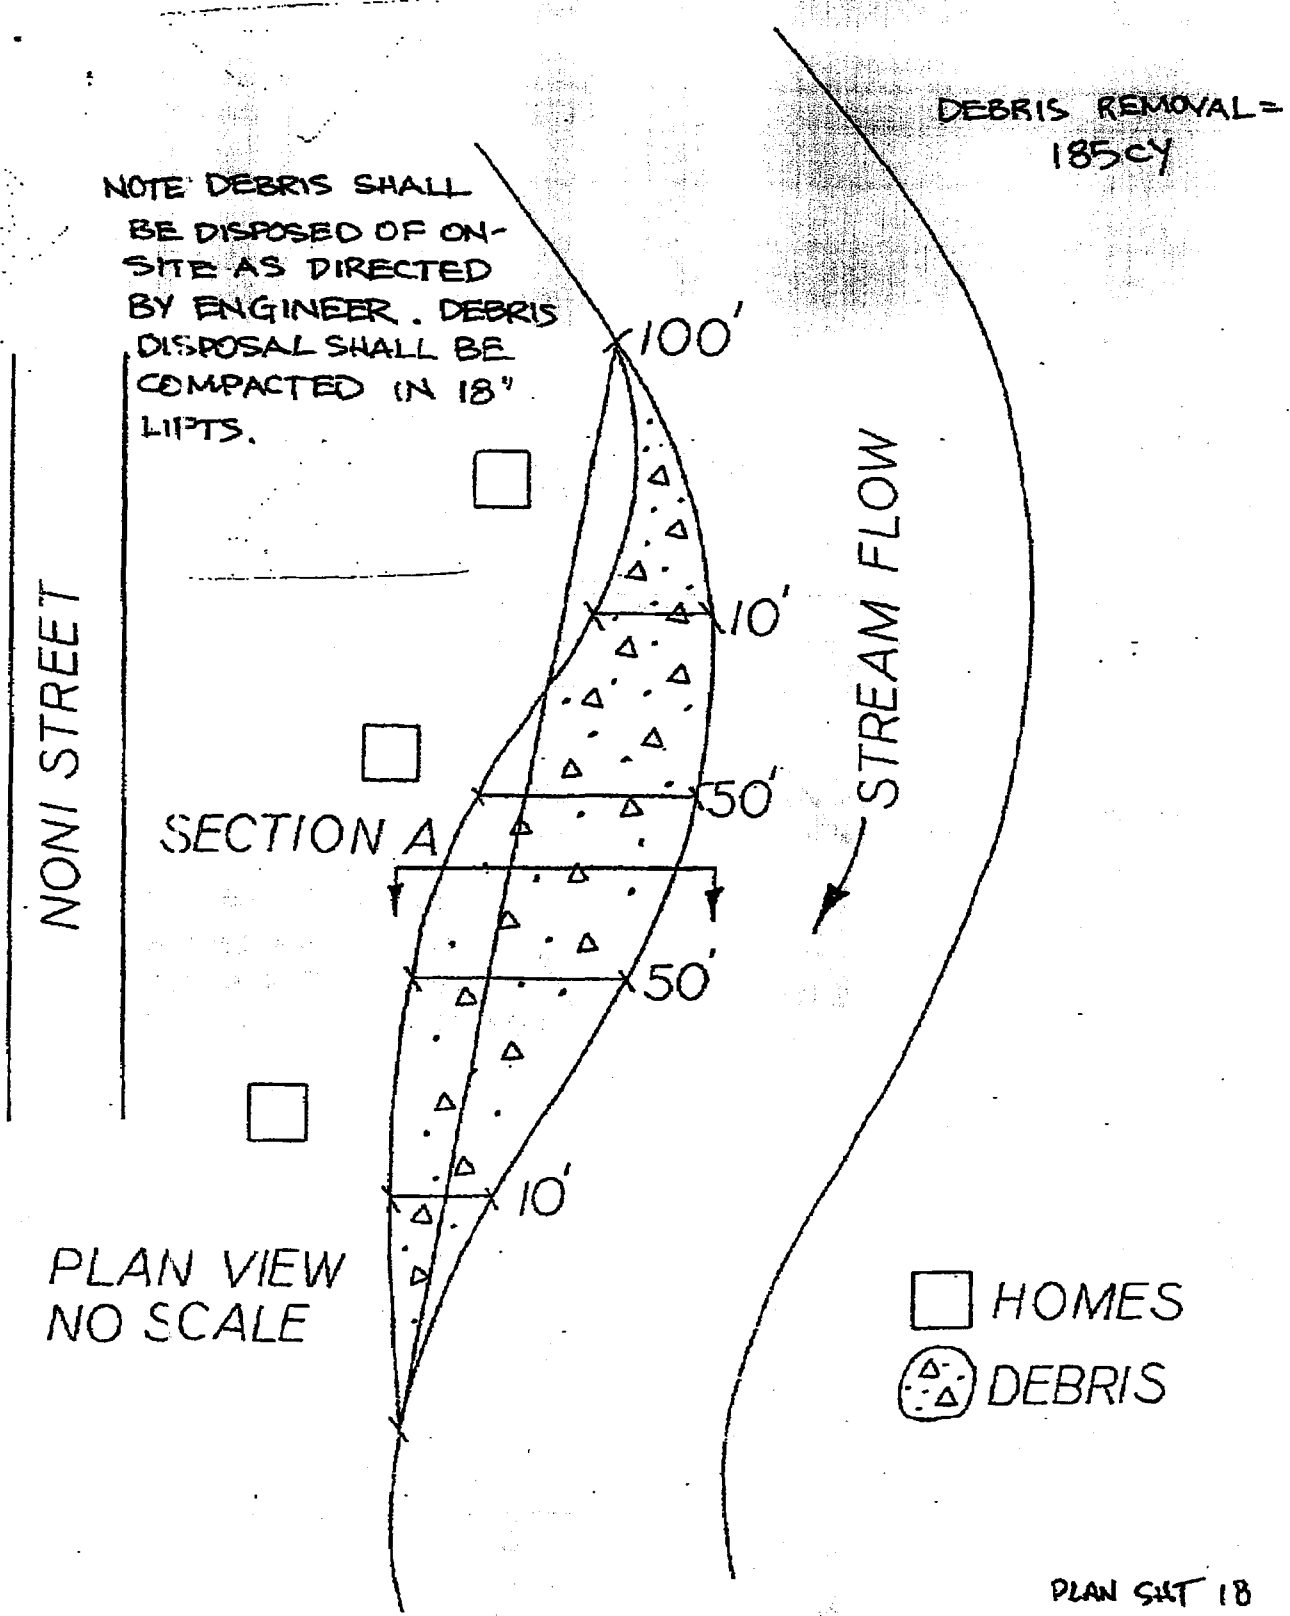 DEBRIS REMOVAL =
185CY
NOTE: DEBRIS SHALL
BE DISPOSED OF ON-
SITE AS DIRECTED
BY ENGINEER. DEBRIS
DISPOSAL SHALL BE
COMPACTED IN 18"
LIFTS.
100'
10'
STREAM FLOW
NONI STREET
50'
SECTION A
50'
10'
PLAN VIEW
NO SCALE
HOMES
DEBRIS
PLAN SHT 18